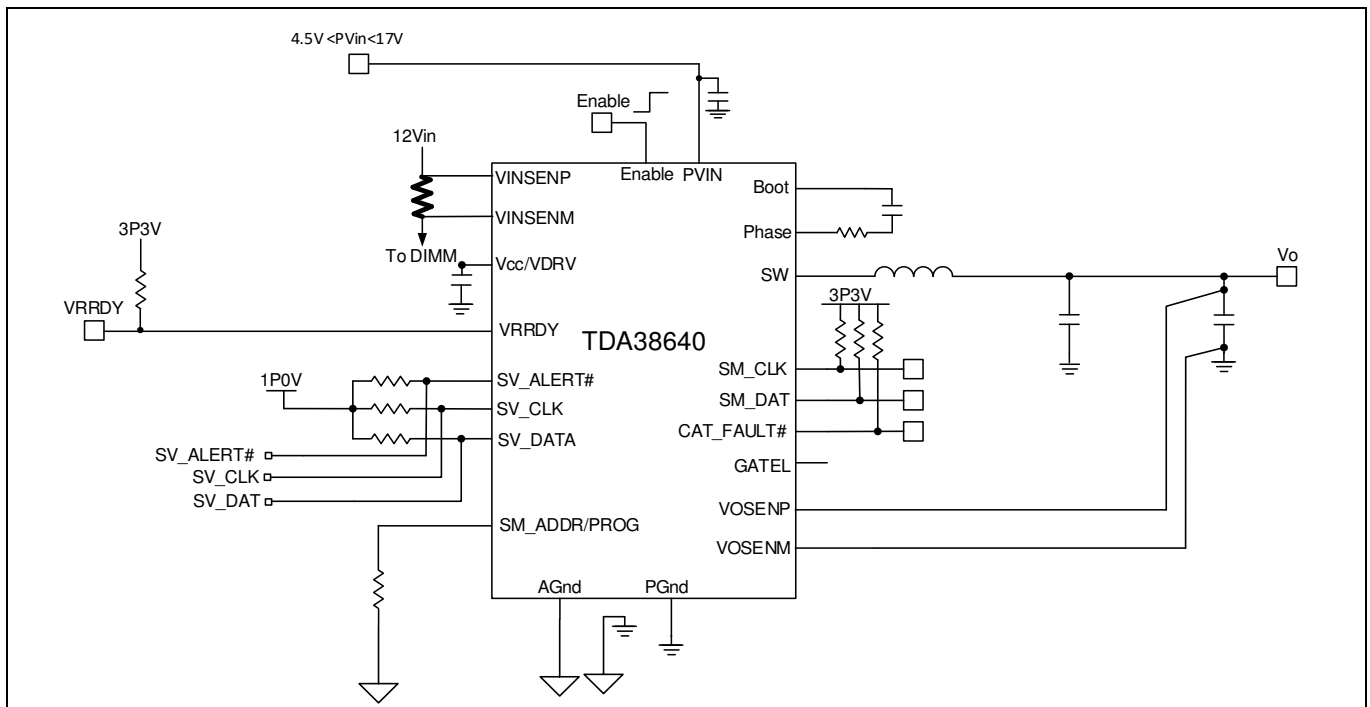 4.5V <PVin<17V
Enable
12Vin
VINSENP
Enable PVIN
Boot
VINSENM
Phase
3P3V
To DIMM
Vcc/VDRV
SW
Vo
3P3V
VRRDY
VRRDY
TDA38640
SM_CLK
1P0V
SV_ALERT#
SM_DAT
SV_CLK
CAT_FAULT#
SV_DATA
SV_ALERT#
GATEL
SV_CLK
SV_DAT
VOSENP
SM_ADDR/PROG
VOSENM
AGnd
PGnd